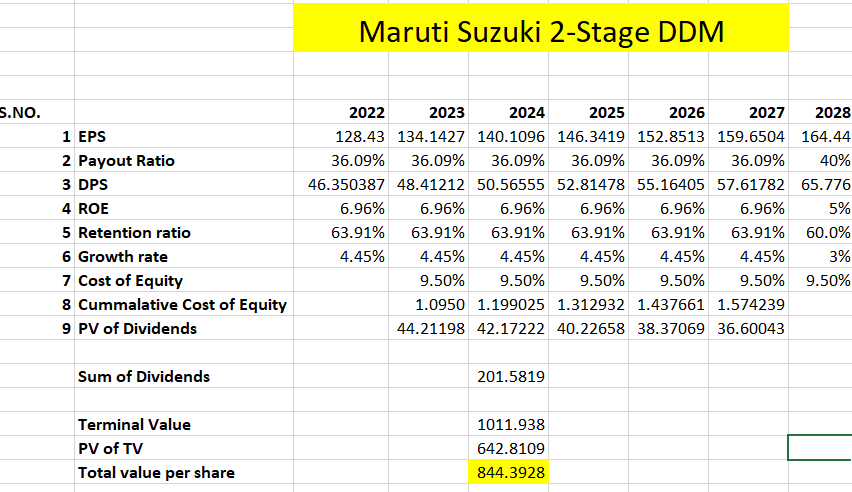 Maruti Suzuki 2-Stage DDM
S.NO. 2022 2023 2024 2025 2026 2027 2028
1 EPS 128.43 134.1427 140.1096 146.3419 152.8513 159.6504 164.44
2 Payout Ratio 36.09% 36.09% 36.09% 36.09% 36.09% 36.09% 40%
3 DPS 46.350387 48.41212 50.56555 52.81478 55.16405 57.61782 65.776
4 ROE 6.96% 6.96% 6.96% 6.96% 6.96% 6.96% 5%
5 Retention ratio 63.91% 63.91% 63.91% 63.91% 63.91% 63.91% 60.0%
6 Growth rate 4.45% 4.45% 4.45% 4.45% 4.45% 4.45% 3%
7 Cost of Equity 9.50% 9.50% 9.50% 9.50% 9.50% 9.50%
8 Cummalative Cost of Equity 1.0950 1.199025 1.312932 1.437661 1.574239
9 PV of Dividends 44.21198 42.17222 40.22658 38.37069 36.60043
Sum of Dividends 201.5819
Terminal Value 1011.938
PV of TV 642.8109
Total value per share 844.3928